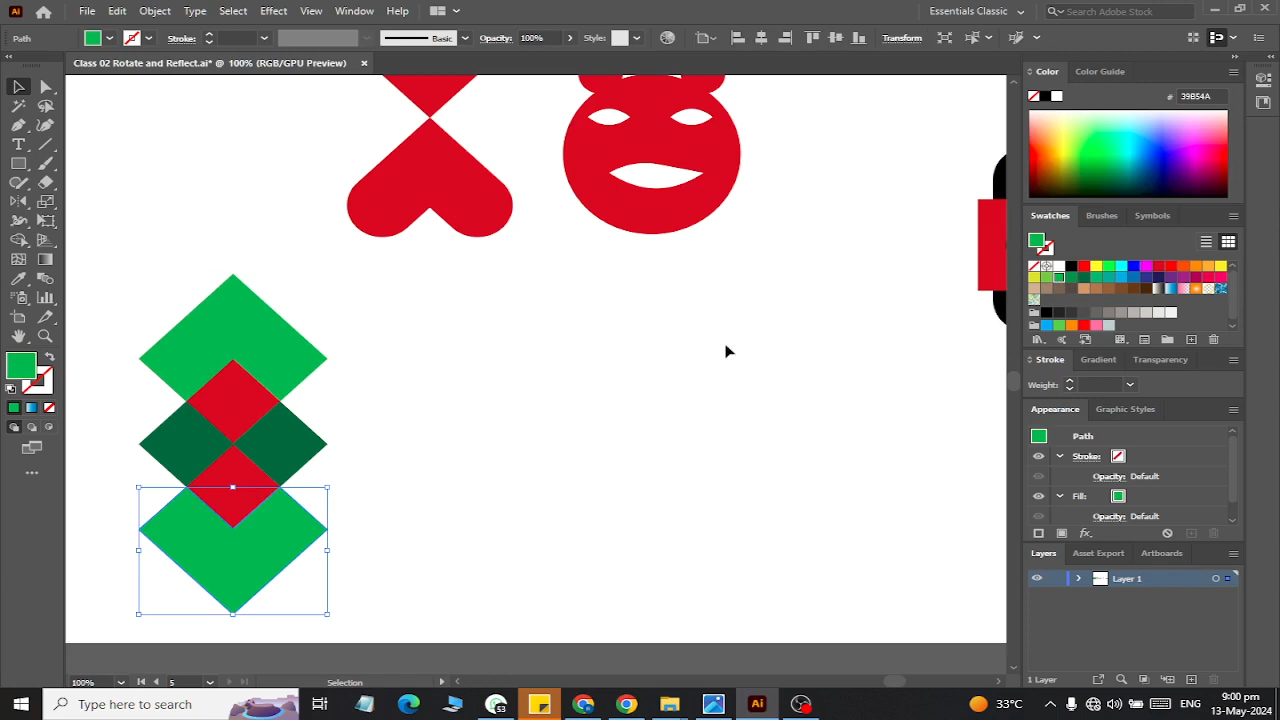 Ai File Edit Object Type Select Effect View Window Help Essentials Classic Search Adobe Stock
Path Stroke: Basic Opacity: 100% Style: Transform
Class 02 Rotate and Reflect.ai* @ 100% (RGB/GPU Preview)
Color Color Guide
# 39B54A
Swatches Brushes Symbols
Stroke Gradient Transparency
Weight:
Appearance Graphic Styles
Path
Stroke:
Opacity: Default
Fill:
Opacity: Default
fx
Layers Asset Export Artboards
Layer 1
100% 5 Selection 1 Layer
Type here to search Ai 33°C 9:00 pm
13-May-2024